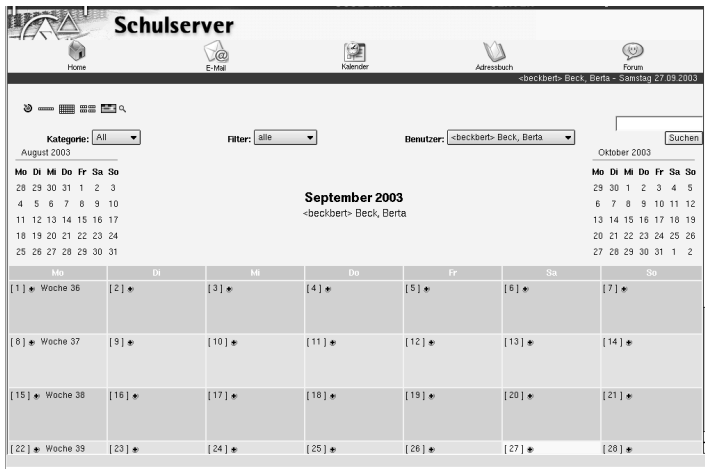 Schulserver
Home E-Mail Kalender Adressbuch Forum
<beckbert> Beck, Berta - Samstag 27.09.2003
Kategorie: All Filter: alle Benutzer: <beckbert> Beck, Berta Suchen
August 2003
Mo Di Mi Do Fr Sa So
28 29 30 31 1 2 3
4 5 6 7 8 9 10
11 12 13 14 15 16 17
18 19 20 21 22 23 24
25 26 27 28 29 30 31
September 2003
<beckbert> Beck, Berta
Oktober 2003
Mo Di Mi Do Fr Sa So
29 30 1 2 3 4 5
6 7 8 9 10 11 12
13 14 15 16 17 18 19
20 21 22 23 24 25 26
27 28 29 30 31 1 2
Mo Di Mi Do Fr Sa So
[ 1 ] Woche 36 [ 2 ] [ 3 ] [ 4 ] [ 5 ] [ 6 ] [ 7 ]
[ 8 ] Woche 37 [ 9 ] [ 10 ] [ 11 ] [ 12 ] [ 13 ] [ 14 ]
[ 15 ] Woche 38 [ 16 ] [ 17 ] [ 18 ] [ 19 ] [ 20 ] [ 21 ]
[ 22 ] Woche 39 [ 23 ] [ 24 ] [ 25 ] [ 26 ] [ 27 ] [ 28 ]